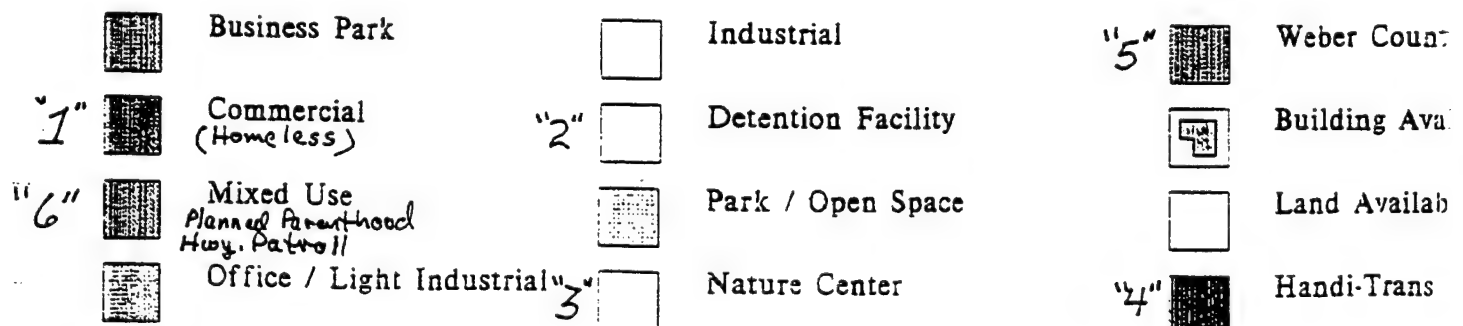 Business Park
"1" Commercial
(Homeless)
"6" Mixed Use
Planned Parenthood
Hwy. Patroll
Office / Light Industrial
Industrial
"2" Detention Facility
Park / Open Space
"3" Nature Center
"5" Weber Coun
Building Ava
Land Availab
"4" Handi-Trans